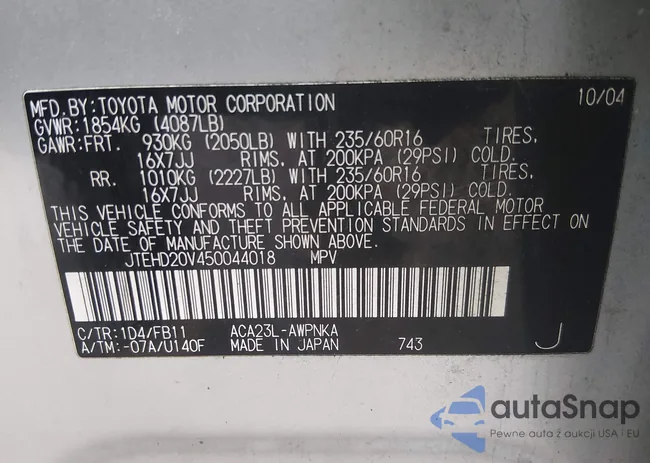 MFD.BY:TOYOTA MOTOR CORPORATION 10/04
GVWR:1854KG (4087LB)
GAWR:FRT. 930KG (2050LB) WITH 235/60R16 TIRES,
16X7JJ RIMS, AT 200KPA (29PSI) COLD.
RR. 1010KG (2227LB) WITH 235/60R16 TIRES,
16X7JJ RIMS, AT 200KPA (29PSI) COLD.
THIS VEHICLE CONFORMS TO ALL APPLICABLE FEDERAL MOTOR
VEHICLE SAFETY AND THEFT PREVENTION STANDARDS IN EFFECT ON
THE DATE OF MANUFACTURE SHOWN ABOVE.
JTEHD20V450044018 MPV
C/TR:1D4/FB11 ACA23L-AWPNKA
A/TM:-07A/U140F MADE IN JAPAN 743 J
autaSnap
Pewne auta z aukcji USA i EU